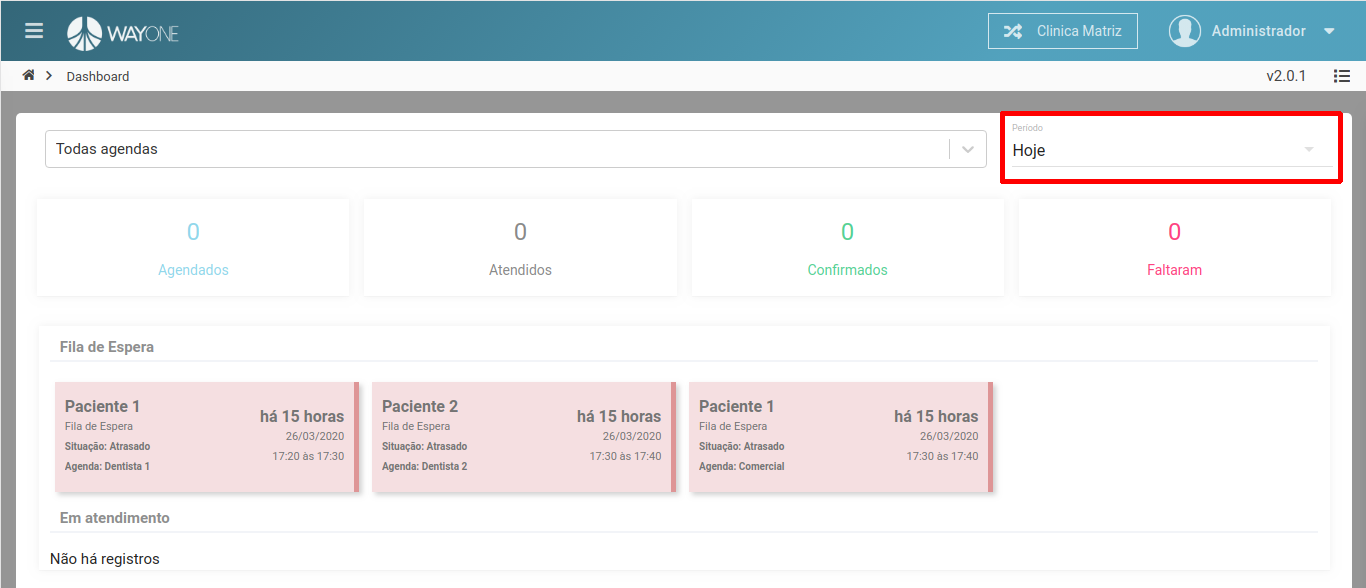 WAYONE
Clinica Matriz
Administrador
Dashboard
v2.0.1
Todas agendas
Período
Hoje
0
Agendados
0
Atendidos
0
Confirmados
0
Faltaram
Fila de Espera
Paciente 1
há 15 horas
Fila de Espera
26/03/2020
Situação: Atrasado
17:20 às 17:30
Agenda: Dentista 1
Paciente 2
há 15 horas
Fila de Espera
26/03/2020
Situação: Atrasado
17:30 às 17:40
Agenda: Dentista 2
Paciente 1
há 15 horas
Fila de Espera
26/03/2020
Situação: Atrasado
17:30 às 17:40
Agenda: Comercial
Em atendimento
Não há registros